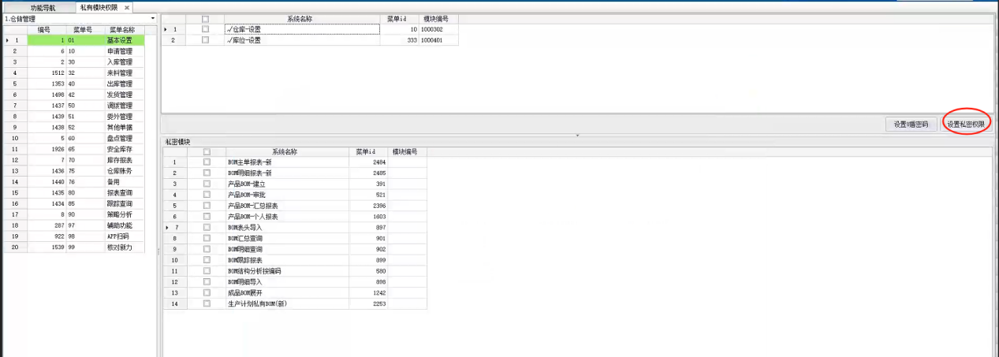 功能导航 私有模块权限
1.仓储管理
编号 菜单号 菜单名称
1 1 01 基本设置
2 6 10 申请管理
3 2 30 入库管理
4 1512 32 来料管理
5 1353 40 出库管理
6 1498 42 发货管理
7 1437 50 调拨管理
8 1439 51 委外管理
9 1438 52 其他单据
10 5 60 盘点管理
11 1926 65 安全库存
12 7 70 库存报表
13 1436 75 仓库账务
14 1440 76 备用
15 1435 80 报表查询
16 1434 85 跟踪查询
17 8 90 策略分析
18 287 97 辅助功能
19 922 98 APP扫码
20 1539 99 核对新力
系统名称 菜单id 模块编号
1 √仓库-设置 10 1000302
2 √库位-设置 333 1000401
设置U盾密码 设置私密权限
私密模块
系统名称 菜单id 模块编号
1 BOM主单报表-新 2484
2 BOM明细报表-新 2485
3 产品BOM-建立 391
4 产品BOM-审批 521
5 产品BOM-汇总报表 2396
6 产品BOM-个人报表 1603
7 BOM表头导入 897
8 BOM汇总查询 901
9 BOM明细查询 902
10 BOM跟踪报表 899
11 BOM结构分析按编码 580
12 BOM明细导入 898
13 成品BOM展开 1242
14 生产计划私有BOM(新) 2253